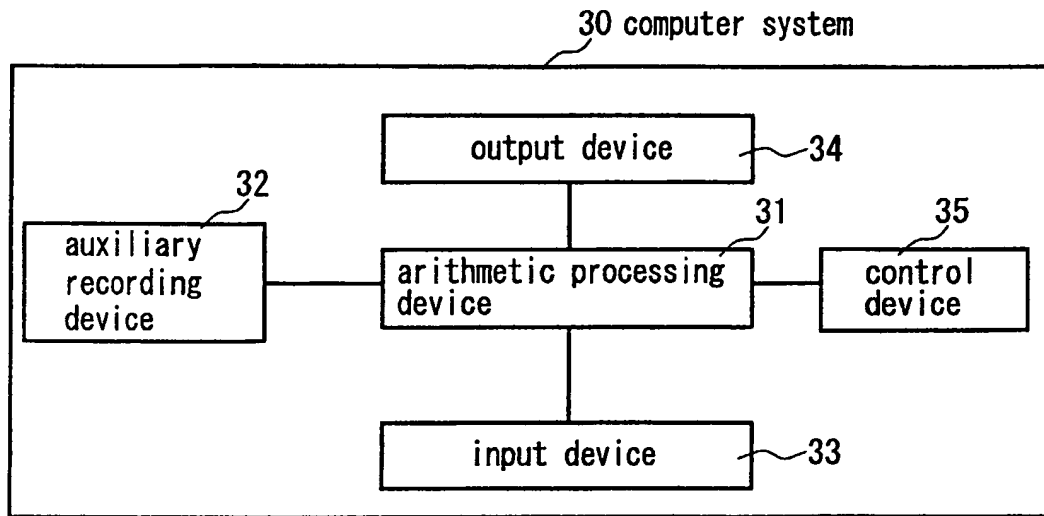 30 computer system
output device
34
32
auxiliary
recording
device
31
arithmetic processing
device
35
control
device
input device
33